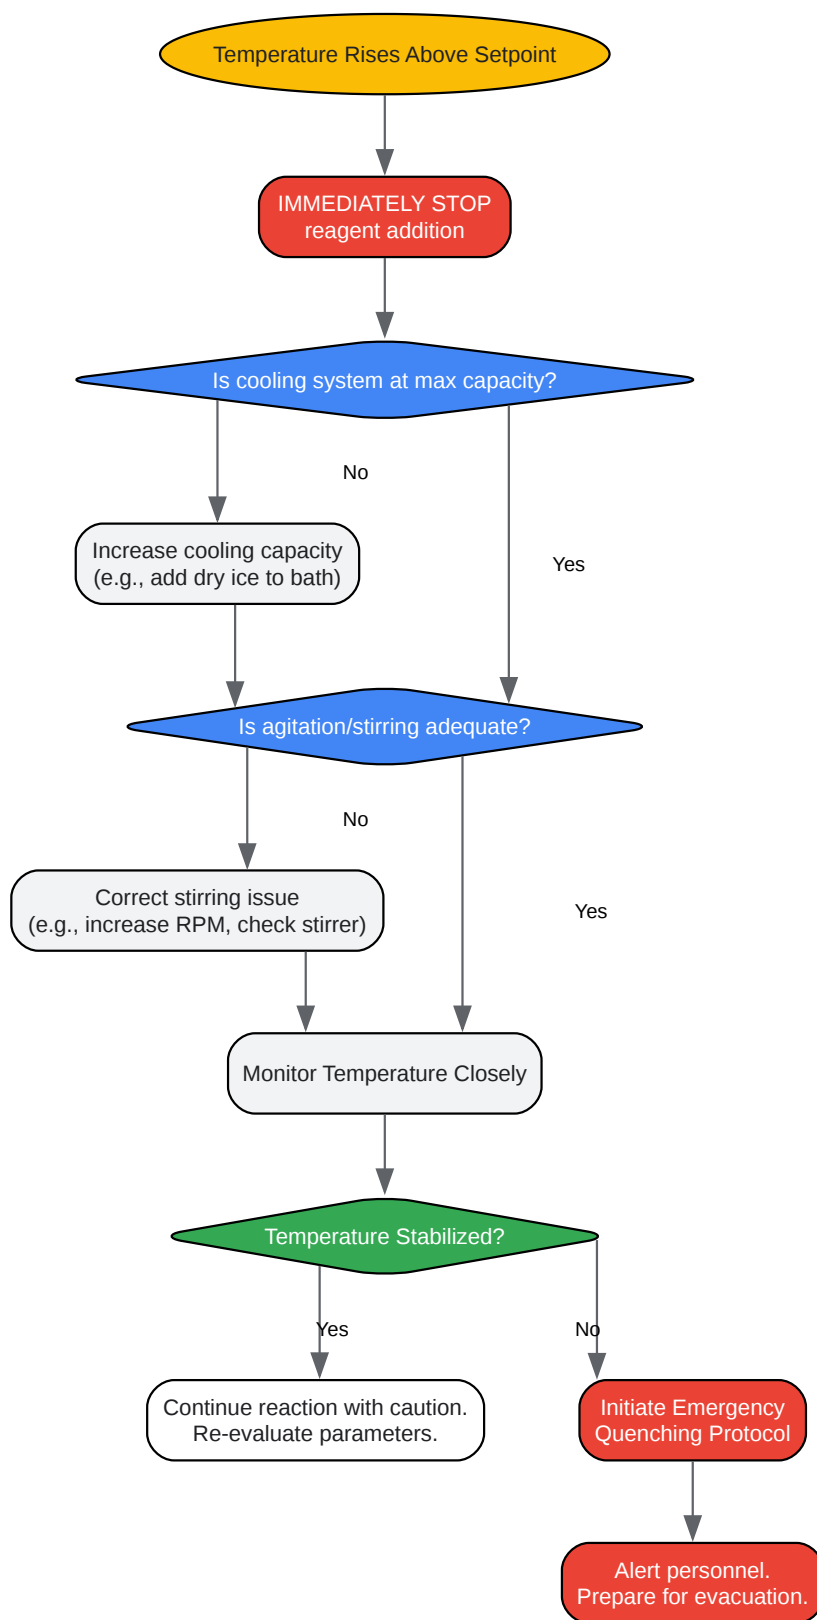 Temperature Rises Above Setpoint
IMMEDIATELY STOP
reagent addition
Is cooling system at max capacity?
No
Increase cooling capacity
(e.g., add dry ice to bath)
Yes
Is agitation/stirring adequate?
No
Correct stirring issue
(e.g., increase RPM, check stirrer)
Yes
Monitor Temperature Closely
Temperature Stabilized?
Yes
No
Continue reaction with caution.
Re-evaluate parameters.
Initiate Emergency
Quenching Protocol
Alert personnel.
Prepare for evacuation.